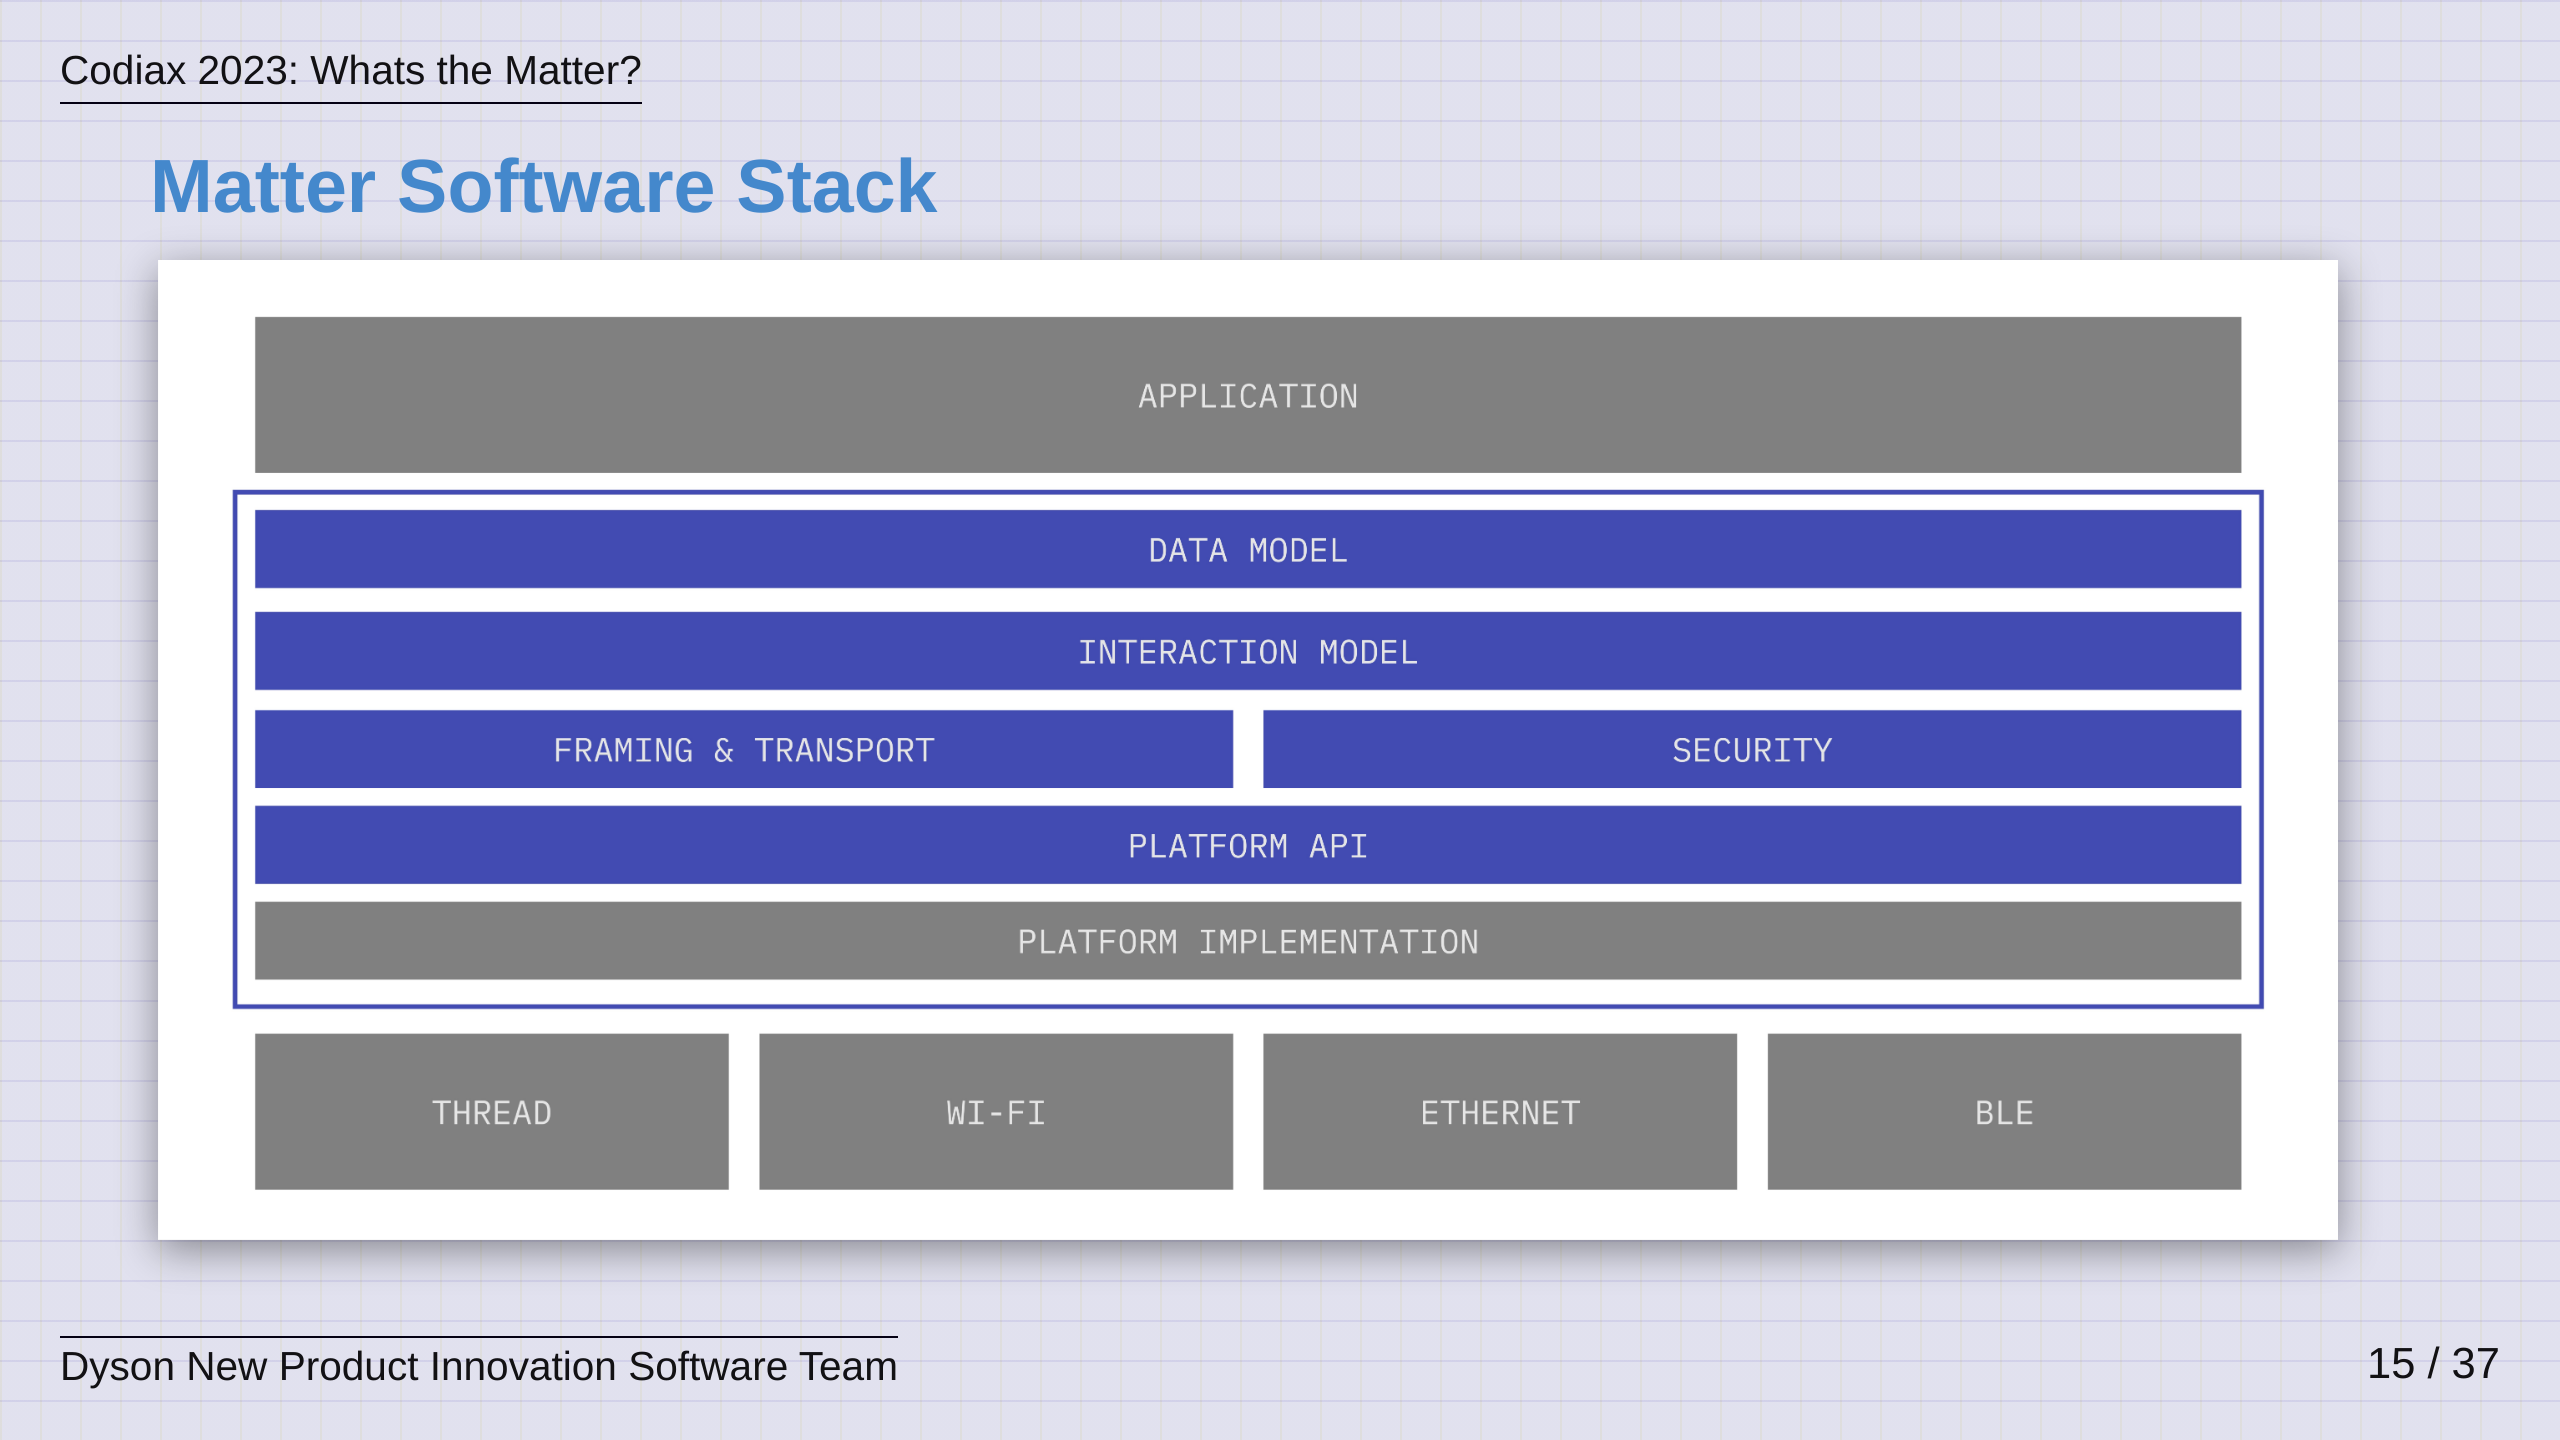 Codiax 2023: Whats the Matter?
Matter Software Stack
APPLICATION
DATA MODEL
INTERACTION MODEL
FRAMING & TRANSPORT
SECURITY
PLATFORM API
PLATFORM IMPLEMENTATION
THREAD
WI-FI
ETHERNET
BLE
Dyson New Product Innovation Software Team
15 / 37